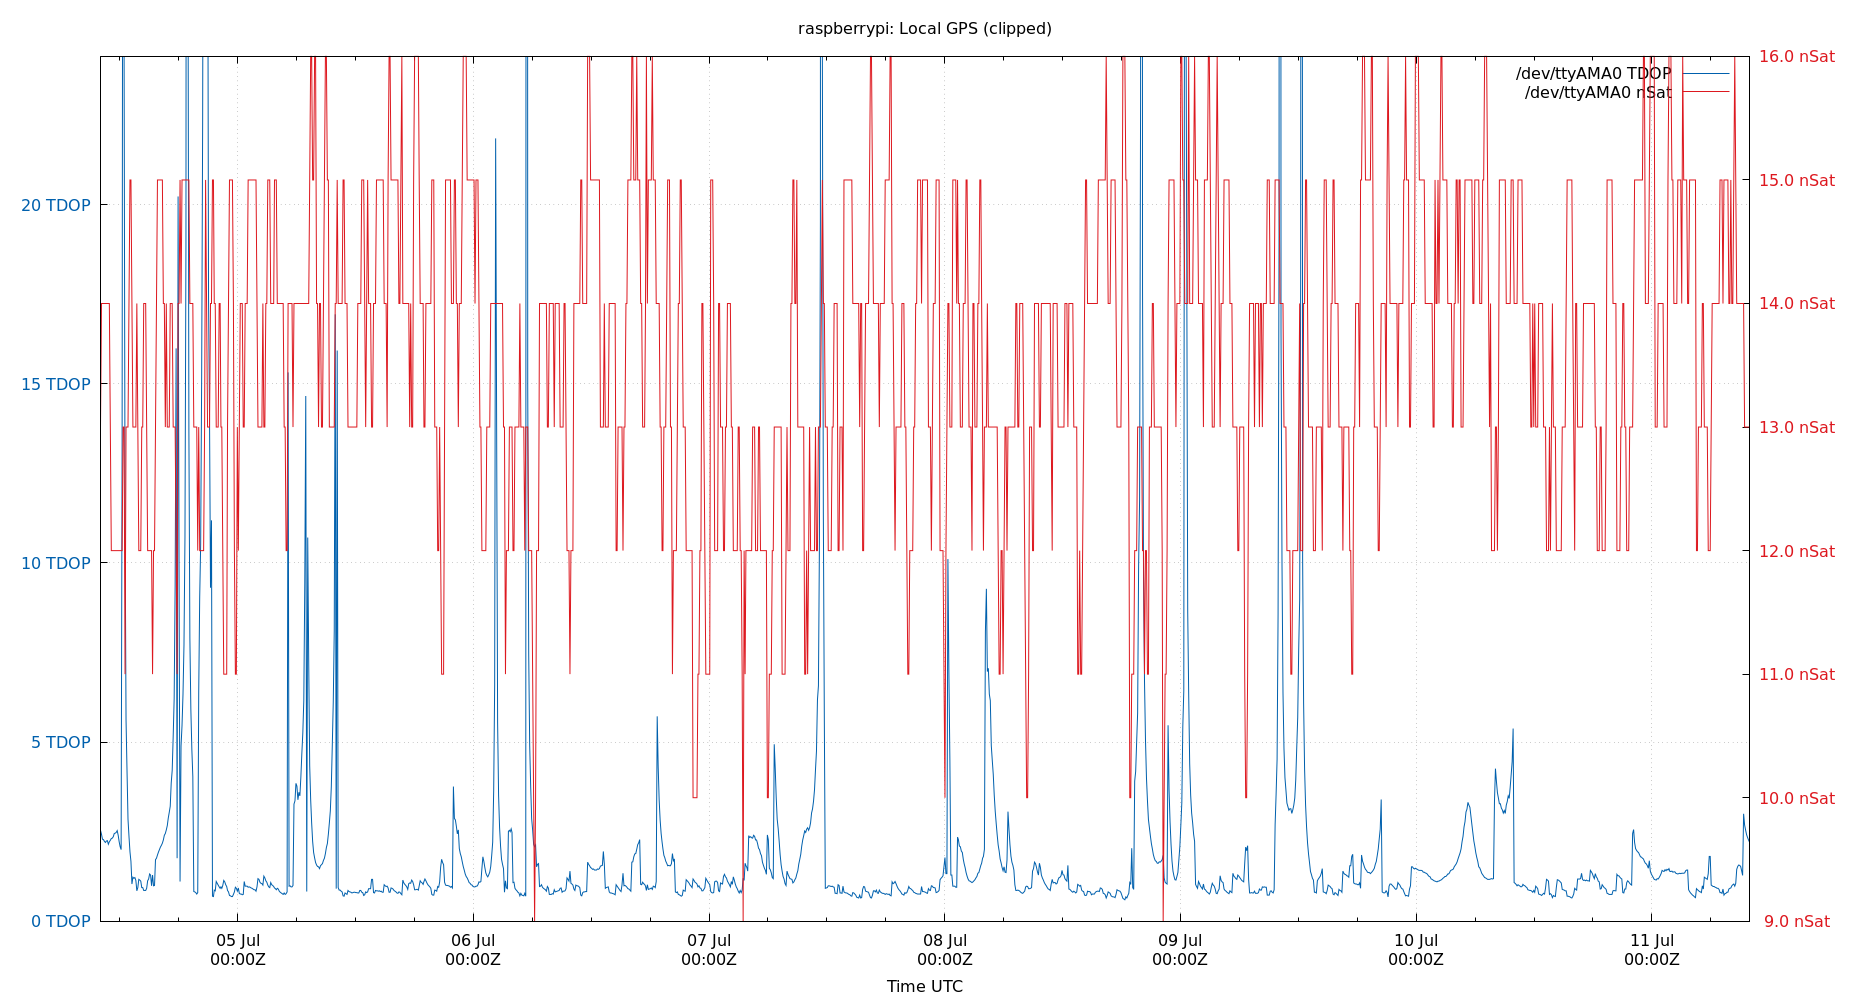 raspberrypi: Local GPS (clipped)
/dev/ttyAMA0 TDOP
/dev/ttyAMA0 nSat
16.0 nSat
15.0 nSat
20 TDOP
14.0 nSat
15 TDOP
13.0 nSat
12.0 nSat
10 TDOP
11.0 nSat
5 TDOP
10.0 nSat
0 TDOP
9.0 nSat
05 Jul
00:00Z
06 Jul
00:00Z
07 Jul
00:00Z
08 Jul
00:00Z
09 Jul
00:00Z
10 Jul
00:00Z
11 Jul
00:00Z
Time UTC